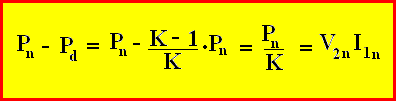 Pn - Pd = Pn - K - 1 / K . Pn = Pn / K = V2n I1n